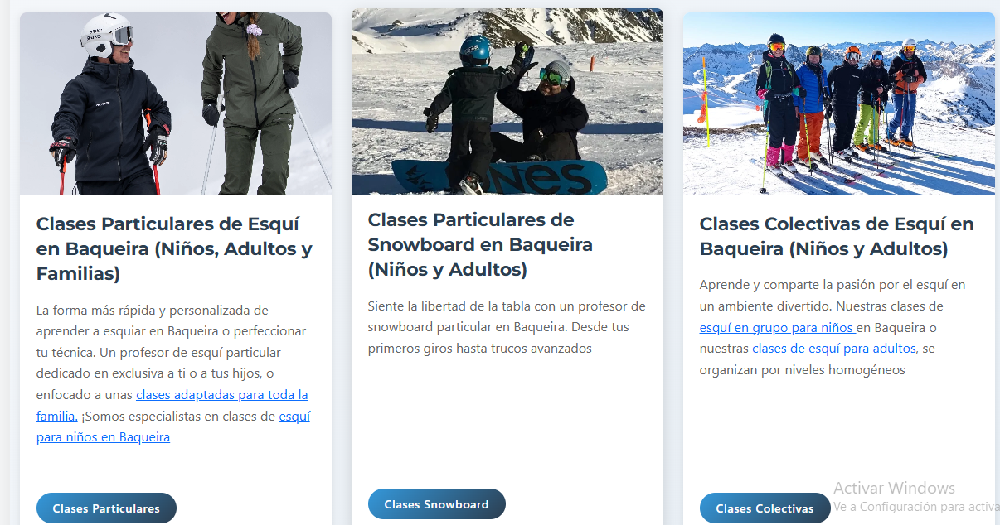 Clases Particulares de Esquí
en Baqueira (Niños, Adultos y
Familias)
La forma más rápida y personalizada de
aprender a esquiar en Baqueira o perfeccionar
tu técnica. Un profesor de esquí particular
dedicado en exclusiva a ti o a tus hijos, o
enfocado a unas clases adaptadas para toda la
familia. ¡Somos especialistas en clases de esquí
para niños en Baqueira
Clases Particulares
Clases Particulares de
Snowboard en Baqueira
(Niños y Adultos)
Siente la libertad de la tabla con un profesor de
snowboard particular en Baqueira. Desde tus
primeros giros hasta trucos avanzados
Clases Snowboard
Clases Colectivas de Esquí en
Baqueira (Niños y Adultos)
Aprende y comparte la pasión por el esquí en
un ambiente divertido. Nuestras clases de
esquí en grupo para niños en Baqueira o
nuestras clases de esquí para adultos, se
organizan por niveles homogéneos
Clases Colectivas
Activar Windows
Ve a Configuración para activa